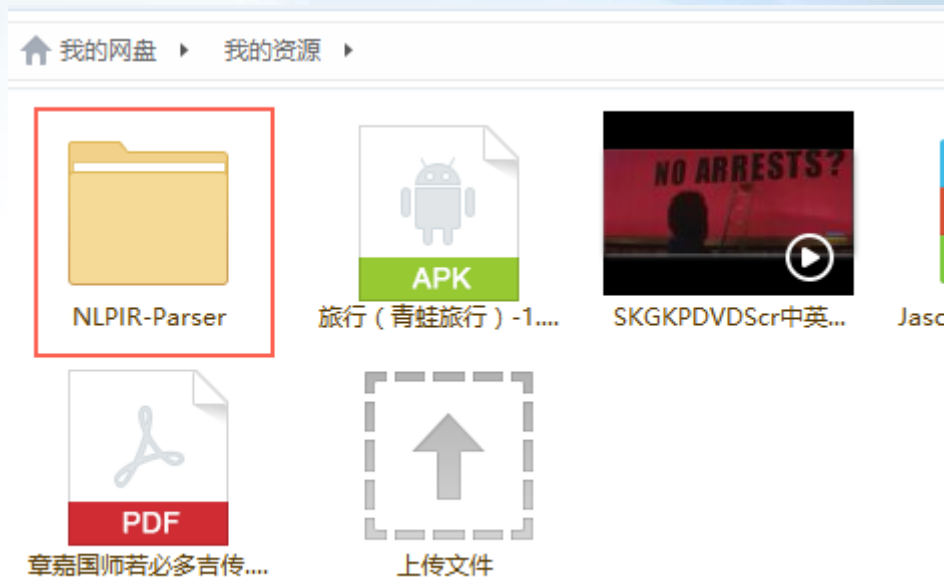 我的网盘 我的资源
NO ARRESTS?
APK
NLPIR-Parser
旅行（青蛙旅行）-1....
SKGKPDVDScr中英...
Jasc
PDF
章嘉国师若必多吉传....
上传文件